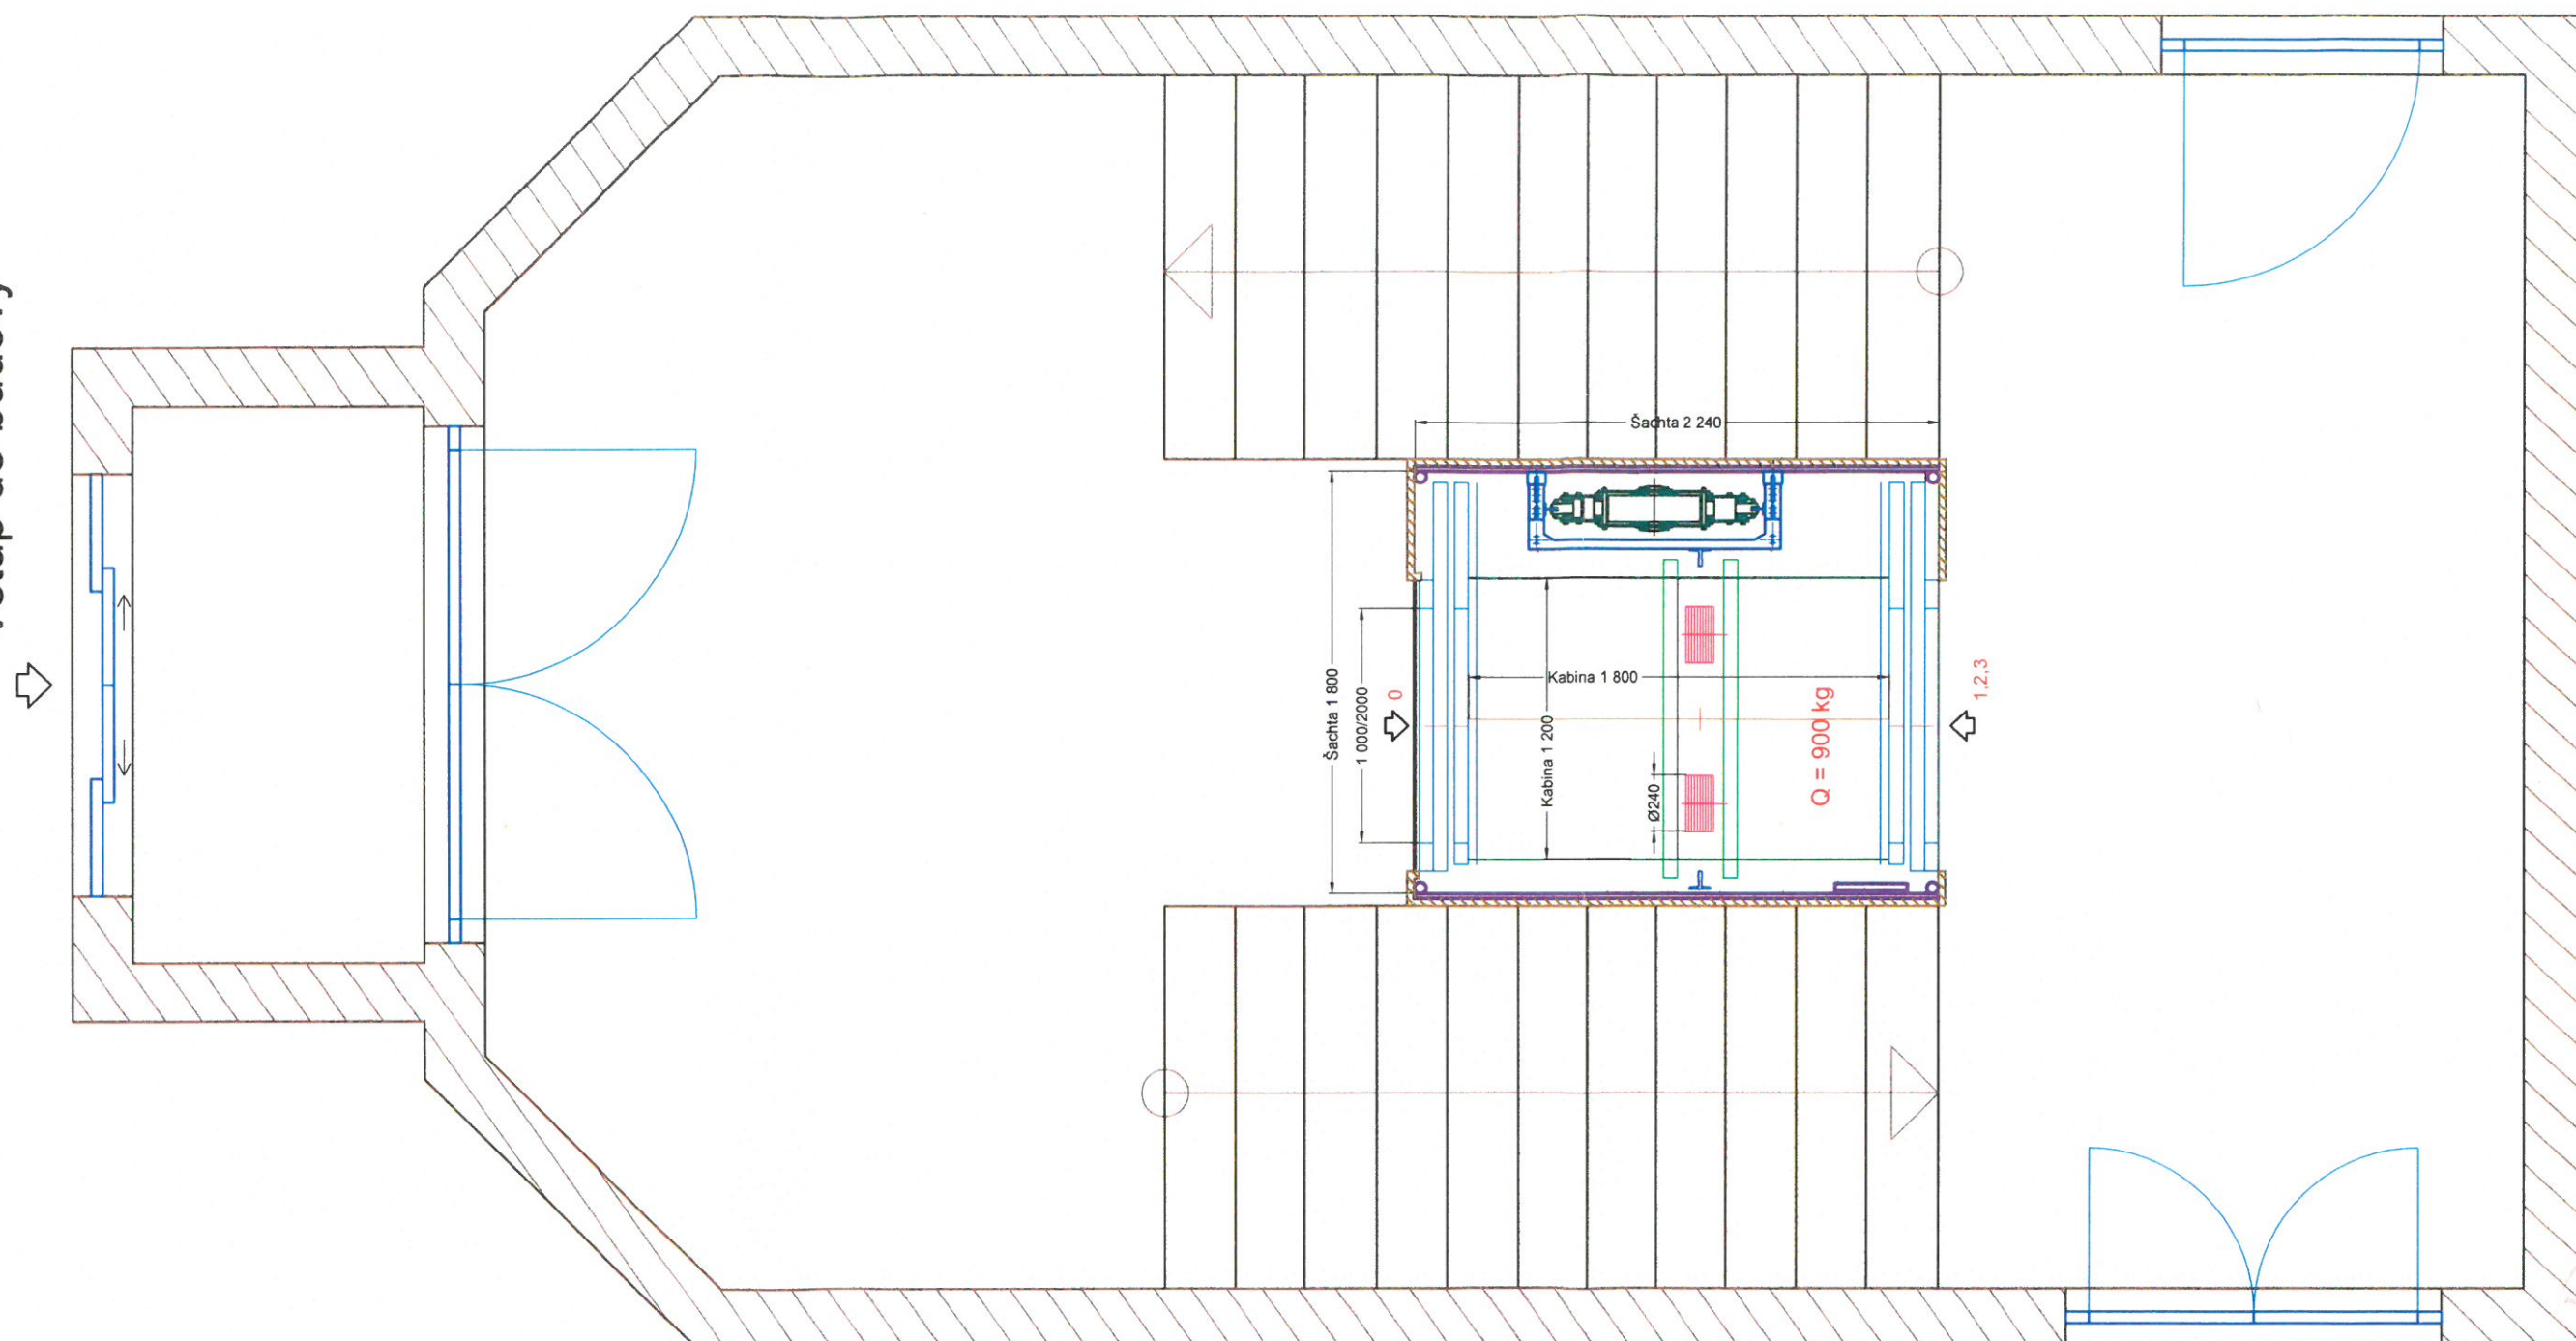 Šachta 2 240
Šachta 1 800
1 000/2000
0
Kabina 1 800
Kabina 1 200
Ø240
Q = 900 kg
1,2,3